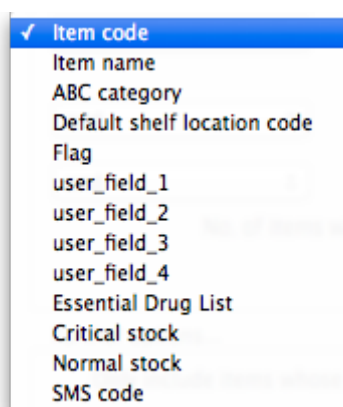 ✓ Item code
Item name
ABC category
Default shelf location code
Flag
user_field_1
user_field_2
user_field_3
user_field_4
Essential Drug List
Critical stock
Normal stock
SMS code